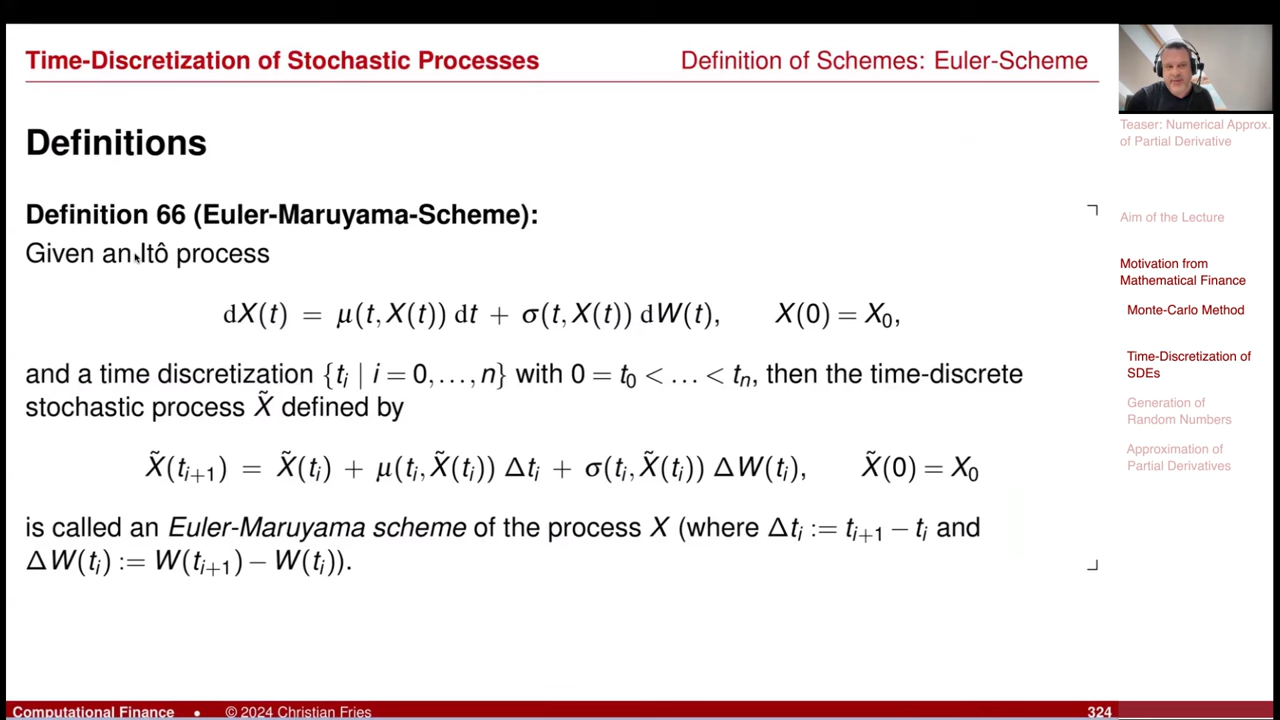 Time-Discretization of Stochastic Processes
Definition of Schemes: Euler-Scheme
Definitions
Definition 66 (Euler-Maruyama-Scheme):
Given an Itô process
dX(t) = μ(t, X(t)) dt + σ(t, X(t)) dW(t), X(0) = X₀,
and a time discretization {tᵢ | i = 0, …, n} with 0 = t₀ < … < tₙ, then the time-discrete
stochastic process X̃ defined by
X̃(tᵢ₊₁) = X̃(tᵢ) + μ(tᵢ, X̃(tᵢ)) Δtᵢ + σ(tᵢ, X̃(tᵢ)) ΔW(tᵢ), X̃(0) = X₀
is called an Euler-Maruyama scheme of the process X (where Δtᵢ := tᵢ₊₁ − tᵢ and
ΔW(tᵢ) := W(tᵢ₊₁) − W(tᵢ)).
Teaser: Numerical Approx.
of Partial Derivative
Aim of the Lecture
Motivation from
Mathematical Finance
Monte-Carlo Method
Time-Discretization of
SDEs
Generation of
Random Numbers
Approximation of
Partial Derivatives
Computational Finance • © 2024 Christian Fries
324